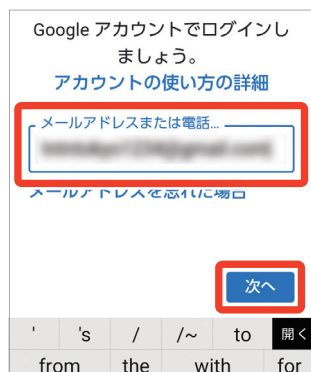 Google アカウントでログインし
ましょう。
アカウントの使い方の詳細
メールアドレスまたは電話...
メールアドレスを忘れた場合
次へ
' 's / /~ to 開く
from the with for